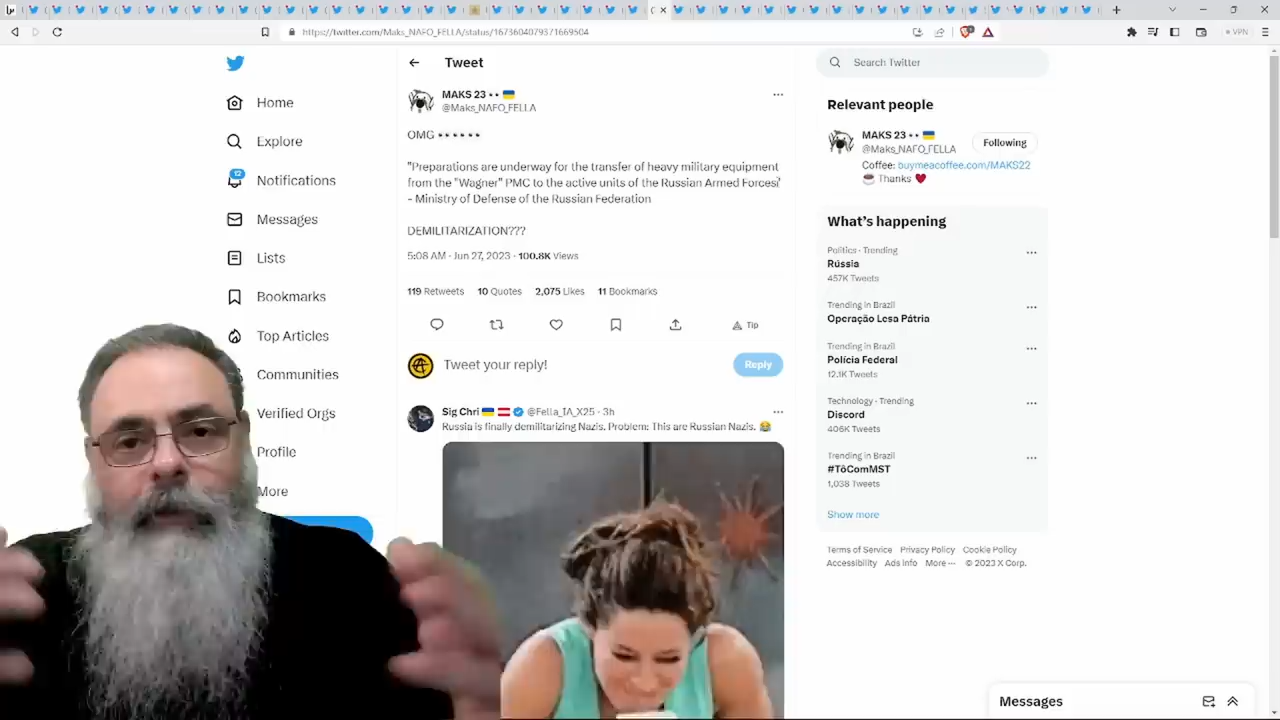 https://twitter.com/Maks_NAFO_FELLA/status/1673604079371669504
VPN
Home
Explore
12
Notifications
Messages
Lists
Bookmarks
Top Articles
Communities
Verified Orgs
Profile
More
Tweet
MAKS 23 👀 🇺🇦
@Maks_NAFO_FELLA
OMG 👀👀👀
"Preparations are underway for the transfer of heavy military equipment
from the "Wagner" PMC to the active units of the Russian Armed Forces,"
- Ministry of Defense of the Russian Federation
DEMILITARIZATION???
5:08 AM · Jun 27, 2023 · 100.8K Views
119 Retweets 10 Quotes 2,075 Likes 11 Bookmarks
Tip
Tweet your reply!
Reply
Sig Chri 🇺🇦 🇦🇹 @Fella_IA_X25 · 3h
Russia is finally demilitarizing Nazis. Problem: This are Russian Nazis. 😂
Search Twitter
Relevant people
MAKS 23 👀 🇺🇦
@Maks_NAFO_FELLA
Following
Coffee: buymeacoffee.com/MAKS22
☕ Thanks ❤️
What's happening
Politics · Trending
Russia
457K Tweets
Trending in Brazil
Operação Lesa Pátria
Trending in Brazil
Polícia Federal
12.1K Tweets
Technology · Trending
Discord
406K Tweets
Trending in Brazil
#TôComMST
1,038 Tweets
Show more
Terms of Service Privacy Policy Cookie Policy
Accessibility Ads info More ··· © 2023 X Corp.
Messages